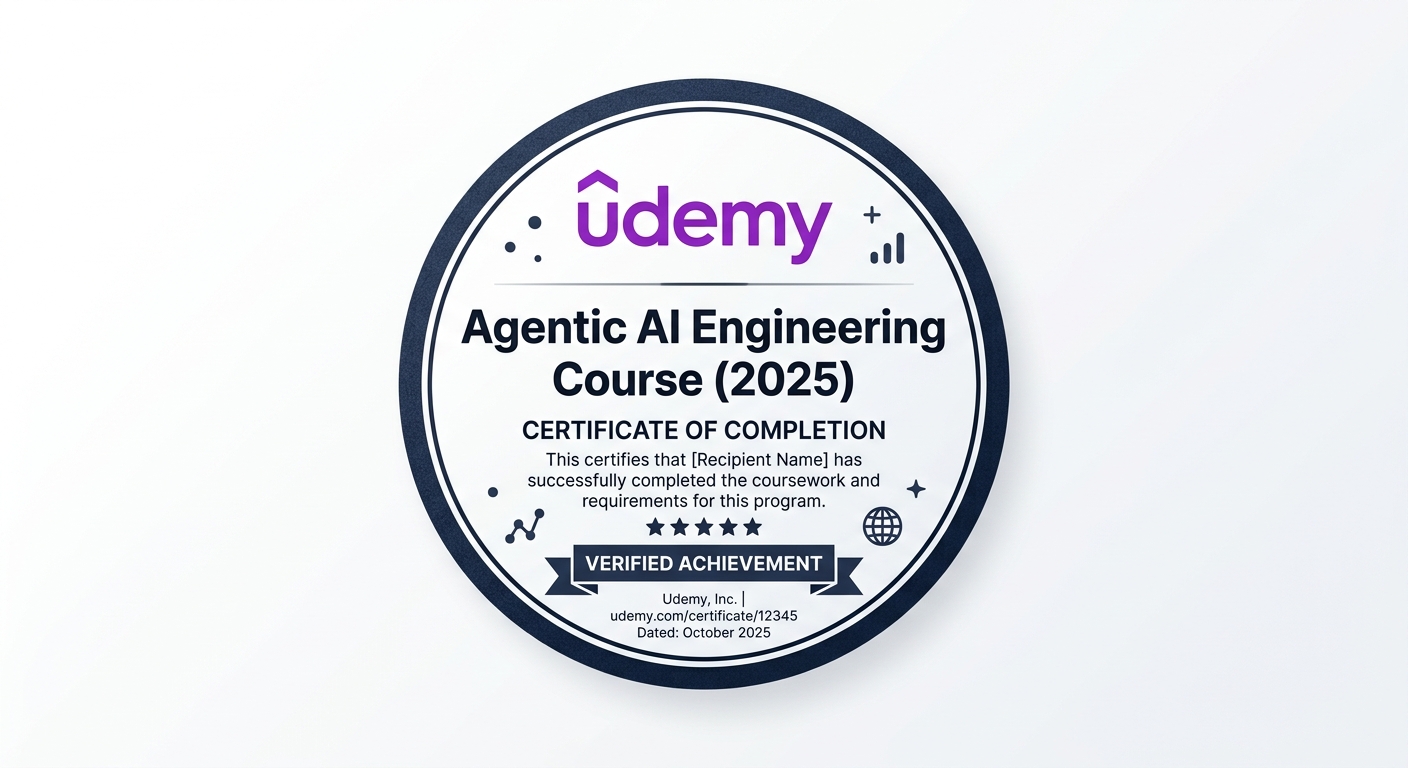 udemy
Agentic AI Engineering
Course (2025)
CERTIFICATE OF COMPLETION
This certifies that [Recipient Name] has
successfully completed the coursework and
requirements for this program.
VERIFIED ACHIEVEMENT
Udemy, Inc. |
udemy.com/certificate/12345
Dated: October 2025